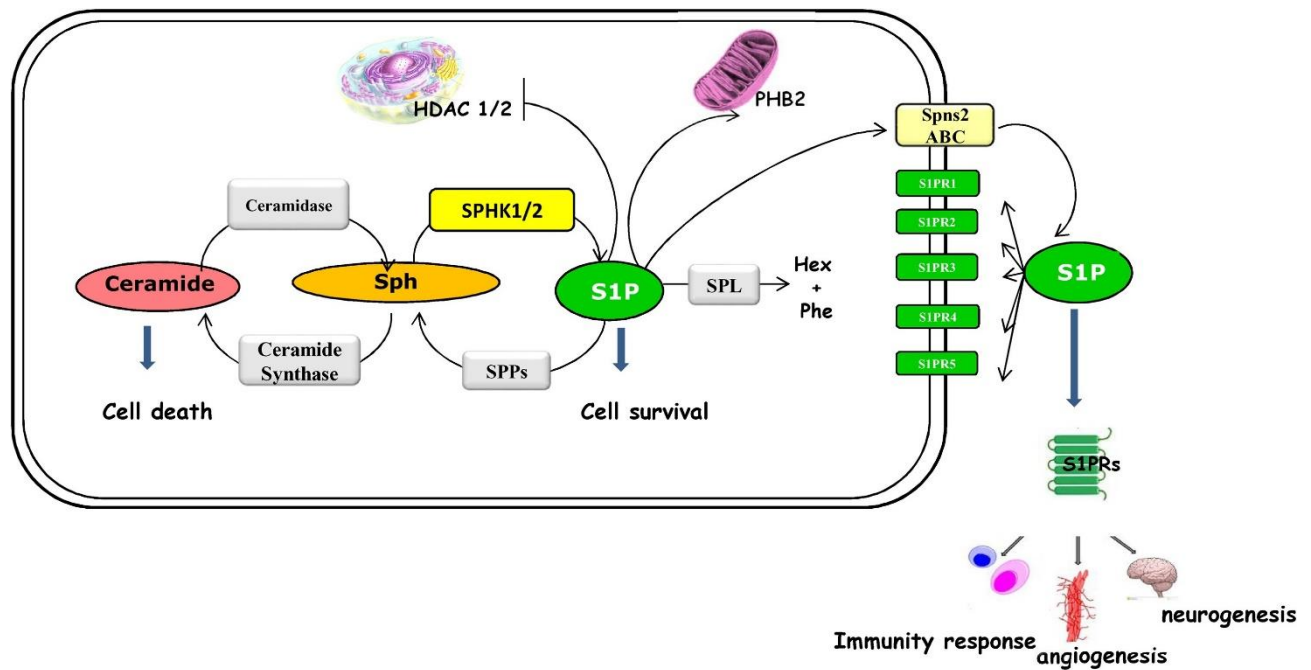 HDAC 1/2
PHB2
Spns2
ABC
S1PR1
S1PR2
S1PR3
S1PR4
S1PR5
Ceramidase
SPHK1/2
Ceramide
Sph
S1P
SPL
Hex
+
Phe
S1P
Ceramide
Synthase
SPPs
Cell death
Cell survival
S1PRs
Immunity response
angiogenesis
neurogenesis